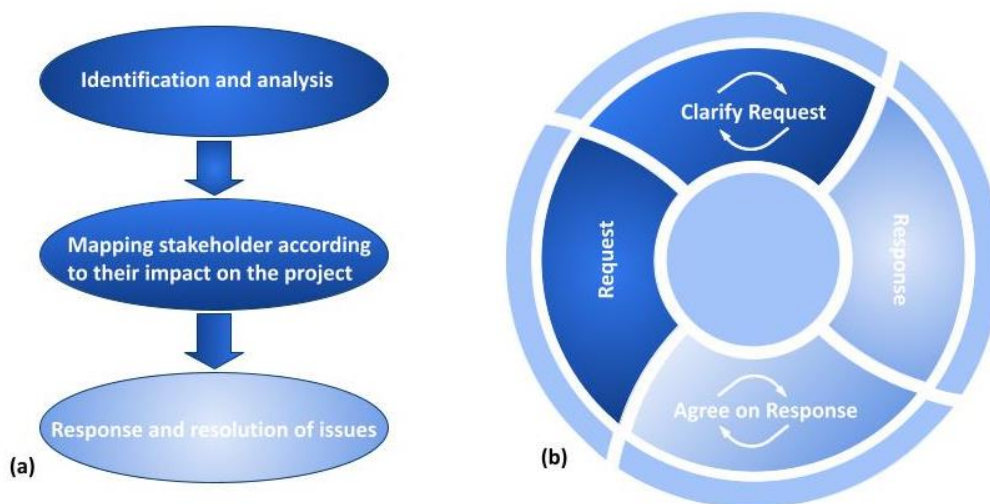 Identification and analysis
Mapping stakeholder according
to their impact on the project
Response and resolution of issues
(a)
Clarify Request
Request
Response
Agree on Response
(b)